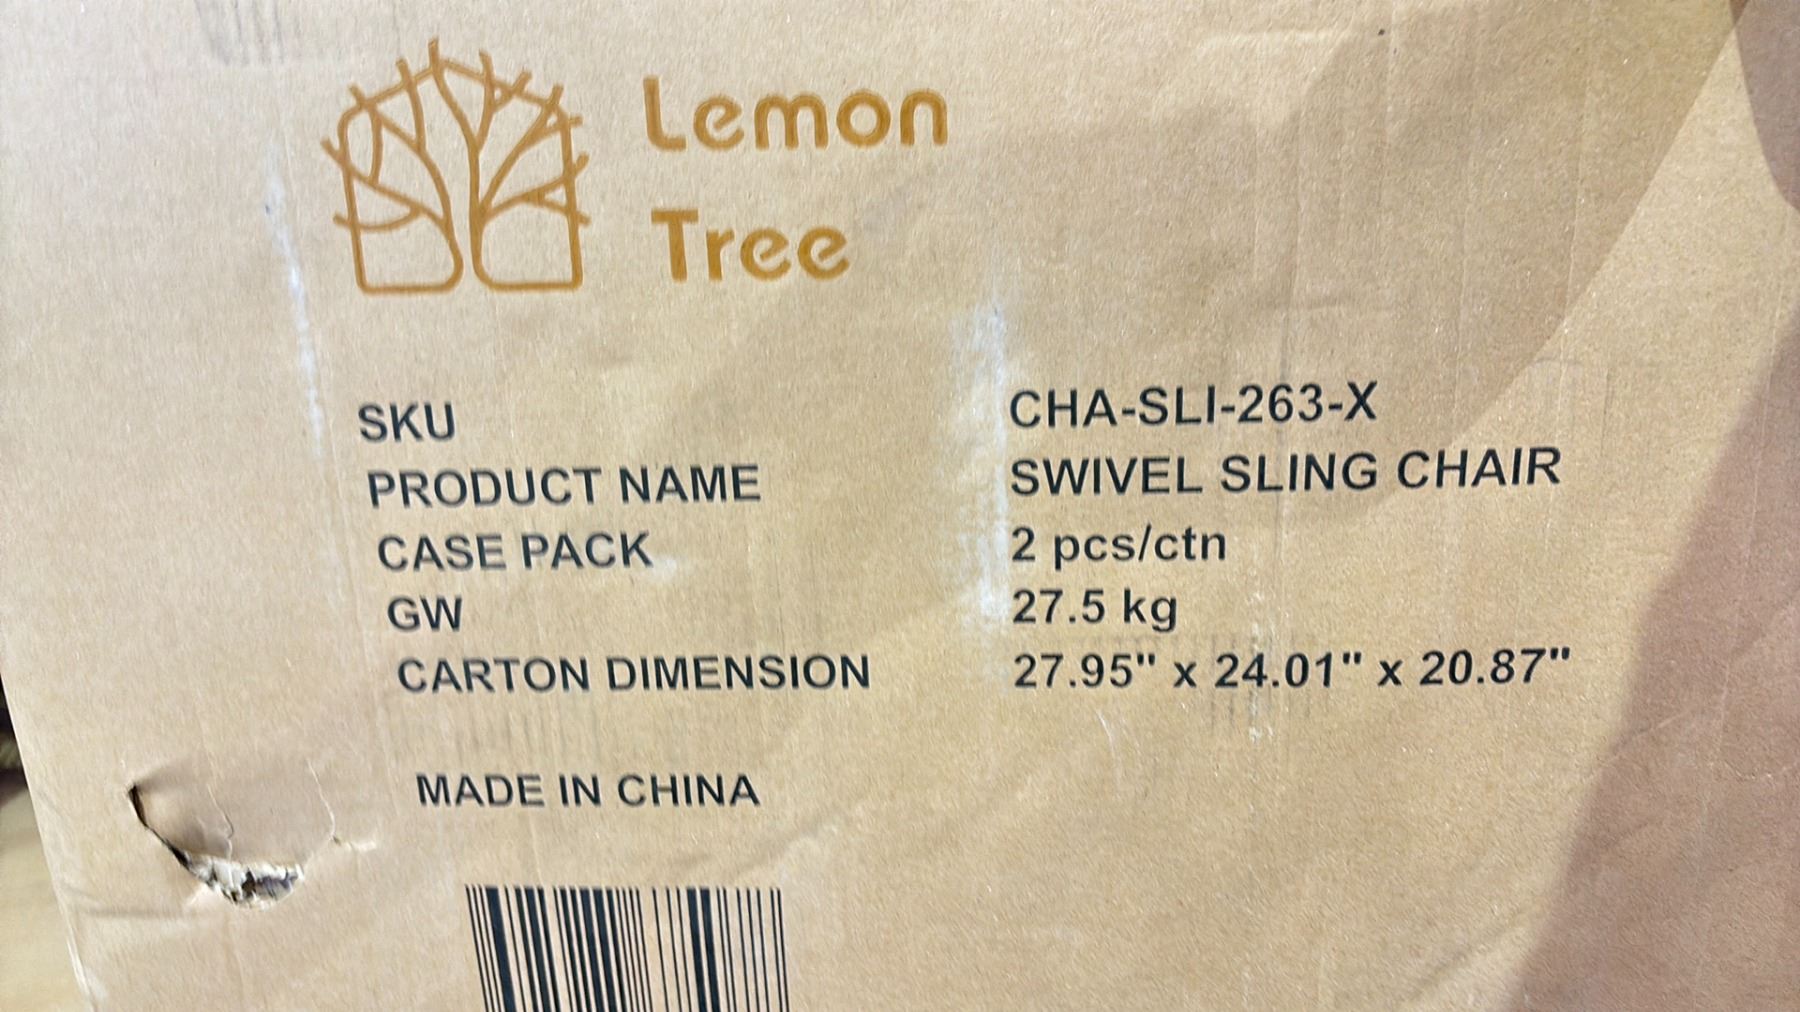 Lemon
Tree
SKU CHA-SLI-263-X
PRODUCT NAME SWIVEL SLING CHAIR
CASE PACK 2 pcs/ctn
GW 27.5 kg
CARTON DIMENSION 27.95" x 24.01" x 20.87"
MADE IN CHINA